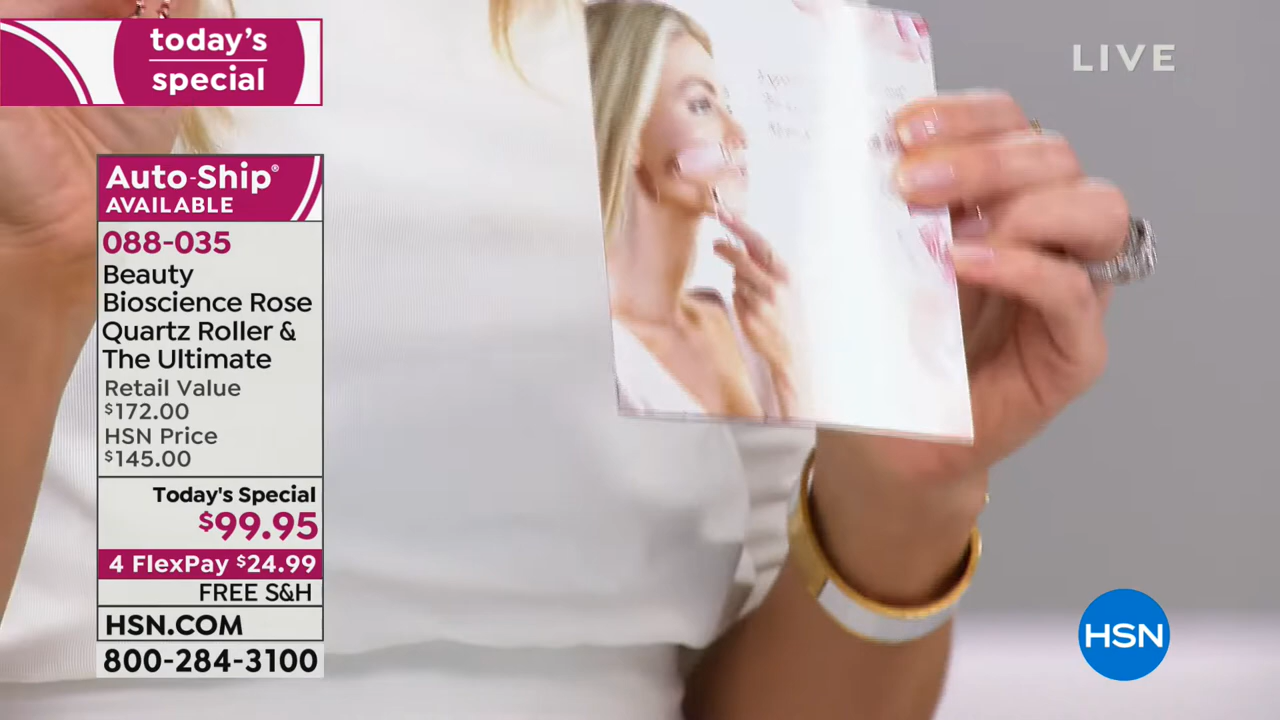 today's
special
LIVE
Auto-Ship®
AVAILABLE
088-035
Beauty
Bioscience Rose
Quartz Roller &
The Ultimate
Retail Value
$172.00
HSN Price
$145.00
Today's Special
$99.95
4 FlexPay $24.99
FREE S&H
HSN.COM
800-284-3100
HSN